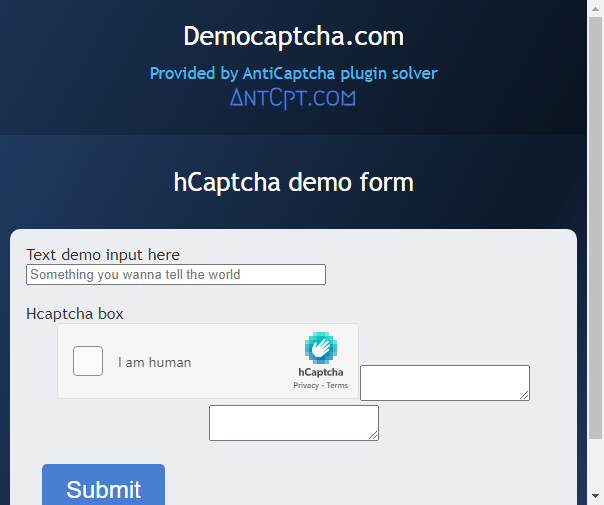 Democaptcha.com
Provided by AntiCaptcha plugin solver
AntCpt.com
hCaptcha demo form
Text demo input here
Something you wanna tell the world
Hcaptcha box
I am human
hCaptcha
Privacy - Terms
Submit